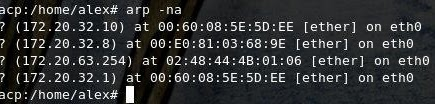 acp:/home/alex# arp -na
? (172.20.32.10) at 00:60:08:5E:5D:EE [ether] on eth0
? (172.20.32.8) at 00:E0:81:03:68:9E [ether] on eth0
? (172.20.63.254) at 02:48:44:4B:01:06 [ether] on eth0
? (172.20.32.1) at 00:60:08:5E:5D:EE [ether] on eth0
acp:/home/alex#